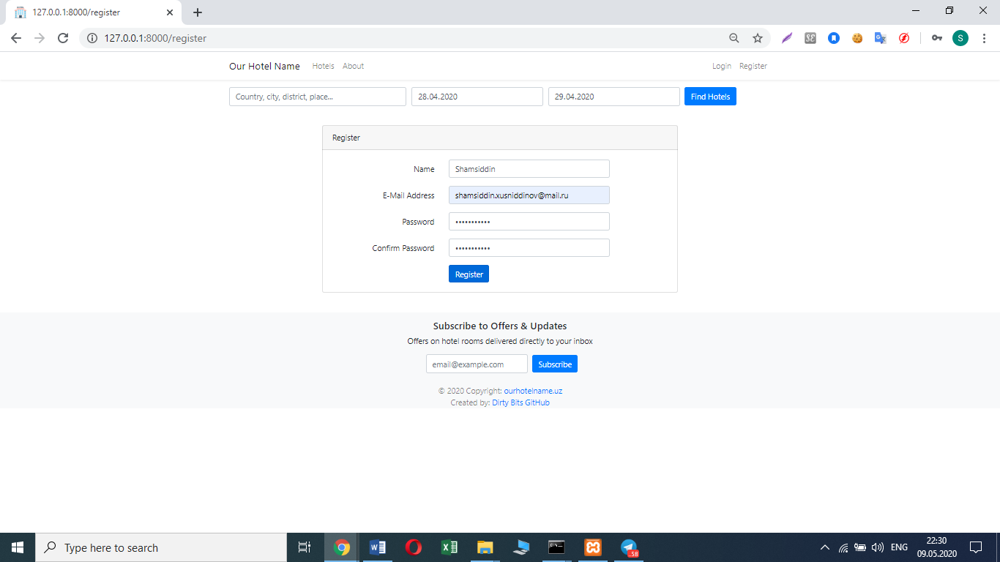 127.0.0.1:8000/register
127.0.0.1:8000/register
S
Our Hotel Name Hotels About Login Register
Country, city, district, place... 28.04.2020 29.04.2020 Find Hotels
Register
Name Shamsiddin
E-Mail Address shamsiddin.xusniddinov@mail.ru
Password •••••••••••
Confirm Password •••••••••••
Register
Subscribe to Offers & Updates
Offers on hotel rooms delivered directly to your inbox
email@example.com Subscribe
© 2020 Copyright: ourhotelname.uz
Created by: Dirty Bits GitHub
Type here to search
ENG
22:30
09.05.2020